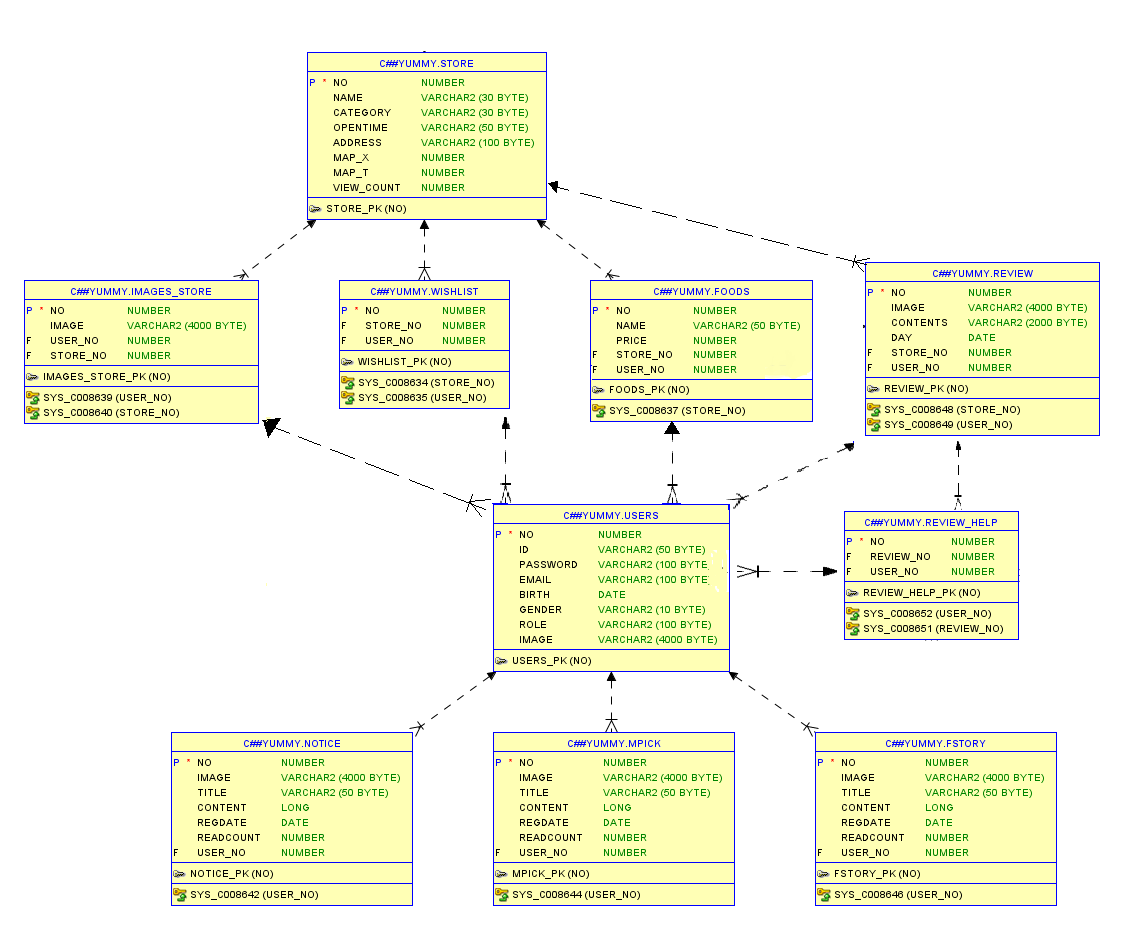 C##YUMMY.STORE
P * NO NUMBER
NAME VARCHAR2 (30 BYTE)
CATEGORY VARCHAR2 (30 BYTE)
OPENTIME VARCHAR2 (50 BYTE)
ADDRESS VARCHAR2 (100 BYTE)
MAP_X NUMBER
MAP_T NUMBER
VIEW_COUNT NUMBER
STORE_PK (NO)
C##YUMMY.IMAGES_STORE
P * NO NUMBER
IMAGE VARCHAR2 (4000 BYTE)
F USER_NO NUMBER
F STORE_NO NUMBER
IMAGES_STORE_PK (NO)
SYS_C008639 (USER_NO)
SYS_C008640 (STORE_NO)
C##YUMMY.WISHLIST
P * NO NUMBER
F STORE_NO NUMBER
F USER_NO NUMBER
WISHLIST_PK (NO)
SYS_C008634 (STORE_NO)
SYS_C008635 (USER_NO)
C##YUMMY.FOODS
P * NO NUMBER
NAME VARCHAR2 (50 BYTE)
PRICE NUMBER
F STORE_NO NUMBER
F USER_NO NUMBER
FOODS_PK (NO)
SYS_C008637 (STORE_NO)
C##YUMMY.REVIEW
P * NO NUMBER
IMAGE VARCHAR2 (4000 BYTE)
CONTENTS VARCHAR2 (2000 BYTE)
DAY DATE
F STORE_NO NUMBER
F USER_NO NUMBER
REVIEW_PK (NO)
SYS_C008648 (STORE_NO)
SYS_C008649 (USER_NO)
C##YUMMY.USERS
P * NO NUMBER
ID VARCHAR2 (50 BYTE)
PASSWORD VARCHAR2 (100 BYTE)
EMAIL VARCHAR2 (100 BYTE)
BIRTH DATE
GENDER VARCHAR2 (10 BYTE)
ROLE VARCHAR2 (100 BYTE)
IMAGE VARCHAR2 (4000 BYTE)
USERS_PK (NO)
C##YUMMY.REVIEW_HELP
P * NO NUMBER
F REVIEW_NO NUMBER
F USER_NO NUMBER
REVIEW_HELP_PK (NO)
SYS_C008652 (USER_NO)
SYS_C008651 (REVIEW_NO)
C##YUMMY.NOTICE
P * NO NUMBER
IMAGE VARCHAR2 (4000 BYTE)
TITLE VARCHAR2 (50 BYTE)
CONTENT LONG
REGDATE DATE
READCOUNT NUMBER
F USER_NO NUMBER
NOTICE_PK (NO)
SYS_C008642 (USER_NO)
C##YUMMY.MPICK
P * NO NUMBER
IMAGE VARCHAR2 (4000 BYTE)
TITLE VARCHAR2 (50 BYTE)
CONTENT LONG
REGDATE DATE
READCOUNT NUMBER
F USER_NO NUMBER
MPICK_PK (NO)
SYS_C008644 (USER_NO)
C##YUMMY.FSTORY
P * NO NUMBER
IMAGE VARCHAR2 (4000 BYTE)
TITLE VARCHAR2 (50 BYTE)
CONTENT LONG
REGDATE DATE
READCOUNT NUMBER
F USER_NO NUMBER
FSTORY_PK (NO)
SYS_C008646 (USER_NO)